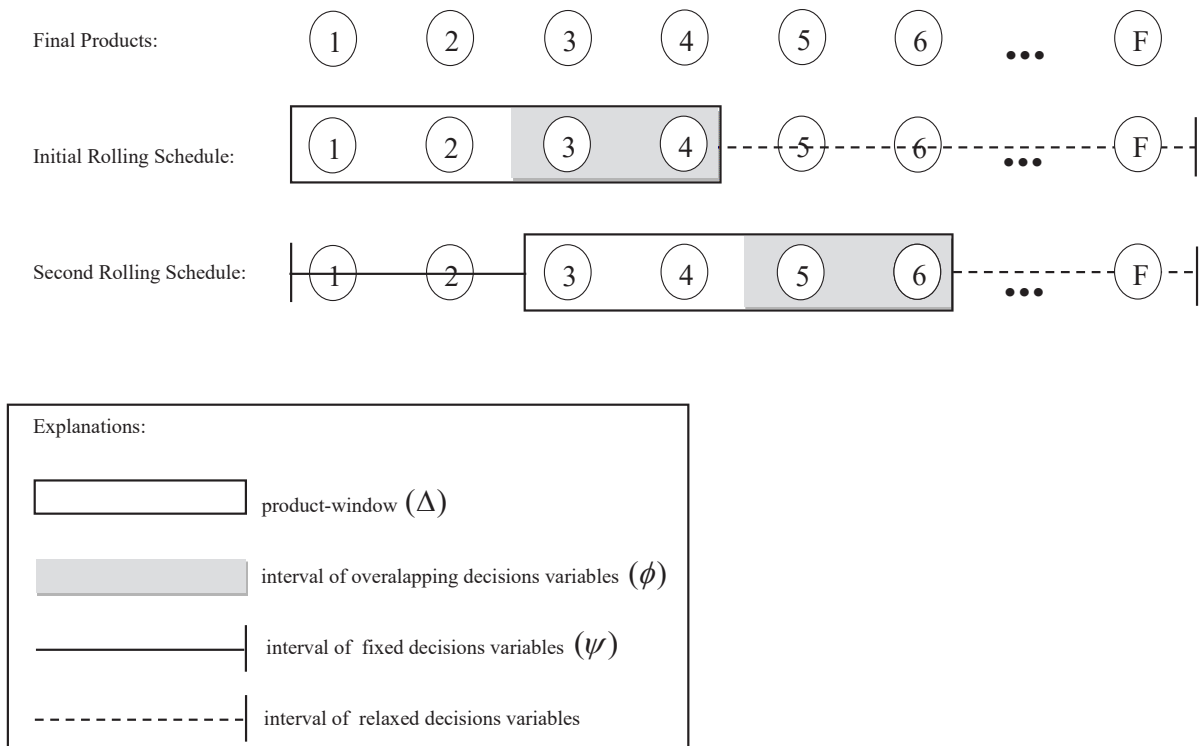 Final Products: 1 2 3 4 5 6 ••• F
Initial Rolling Schedule: 1 2 3 4 5 6 ••• F
Second Rolling Schedule: 1 2 3 4 5 6 ••• F
Explanations:
product-window (Δ)
interval of overalapping decisions variables (ϕ)
interval of fixed decisions variables (ψ)
interval of relaxed decisions variables